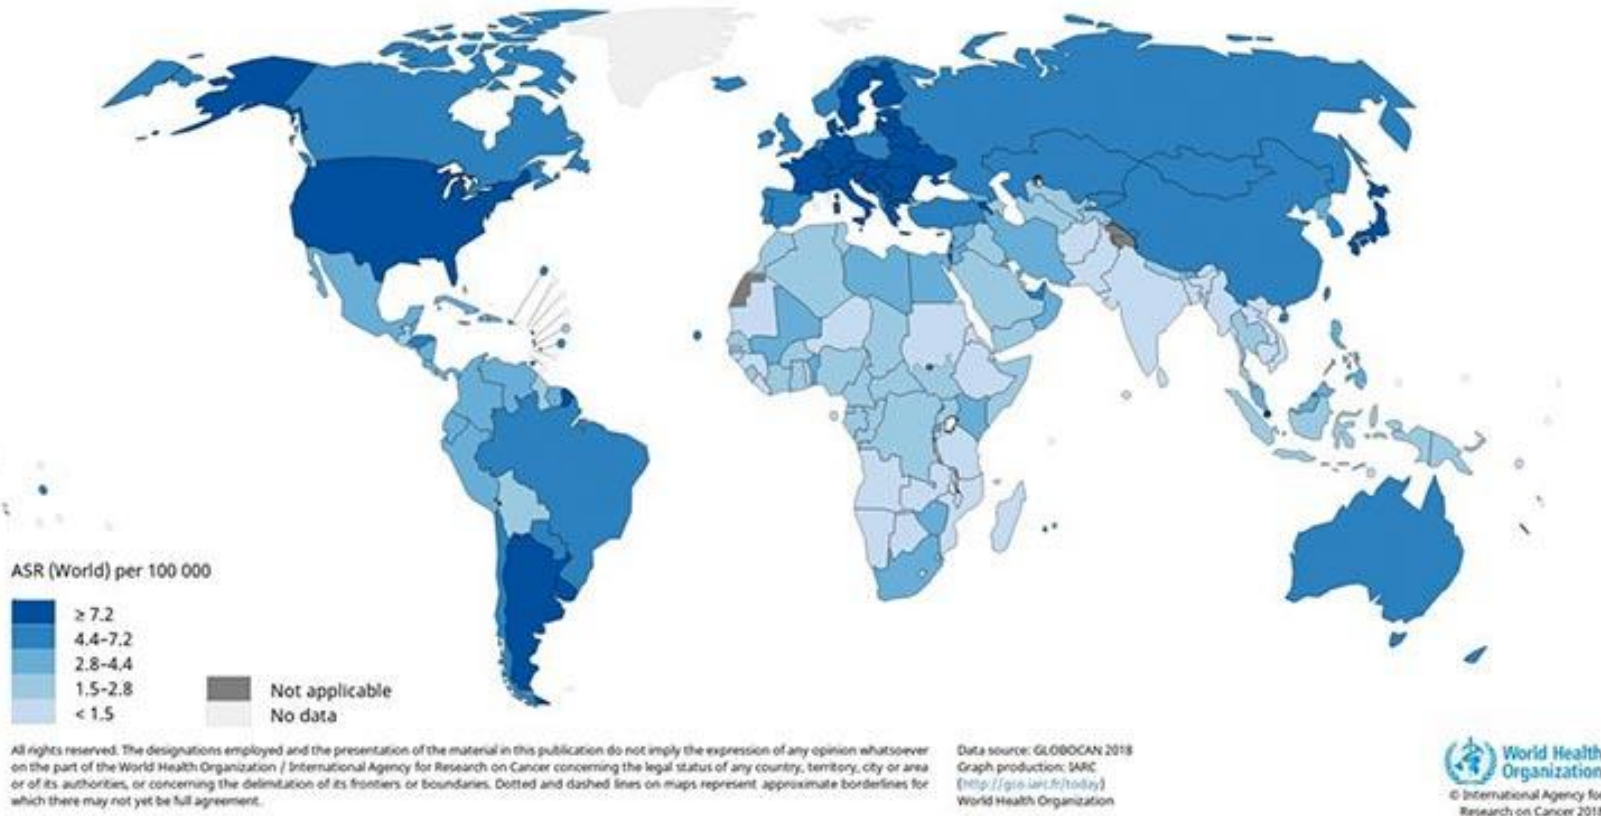 ASR (World) per 100 000
≥ 7.2
4.4–7.2
2.8–4.4
1.5–2.8
< 1.5
Not applicable
No data
All rights reserved. The designations employed and the presentation of the material in this publication do not imply the expression of any opinion whatsoever
on the part of the World Health Organization / International Agency for Research on Cancer concerning the legal status of any country, territory, city or area
or of its authorities, or concerning the delimitation of its frontiers or boundaries. Dotted and dashed lines on maps represent approximate borderlines for
which there may not yet be full agreement.
Data source: GLOBOCAN 2018
Graph production: IARC
(http://gco.iarc.fr/today)
World Health Organization
World Health
Organization
© International Agency for
Research on Cancer 2018